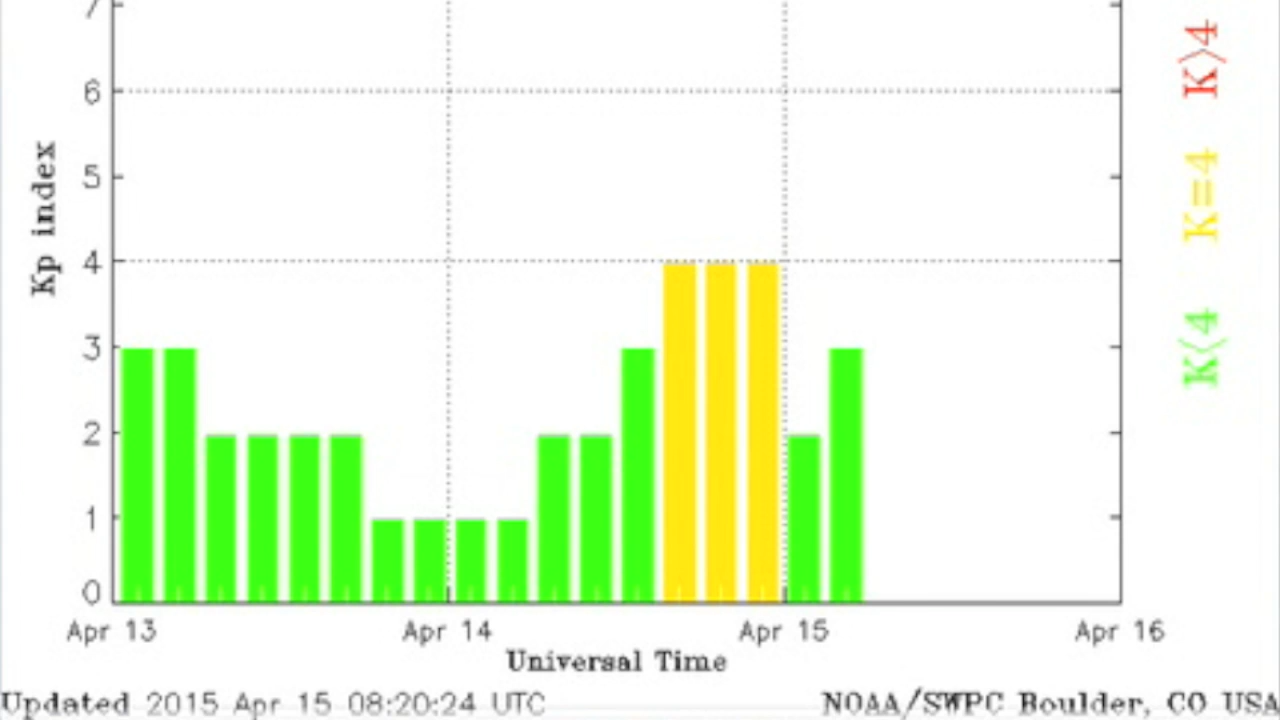 7
6
5
4
3
2
1
0
Kp index
Apr 13 Apr 14 Apr 15 Apr 16
Universal Time
Updated 2015 Apr 15 08:20:24 UTC NOAA/SWPC Boulder, CO USA
K<4 K=4 K>4